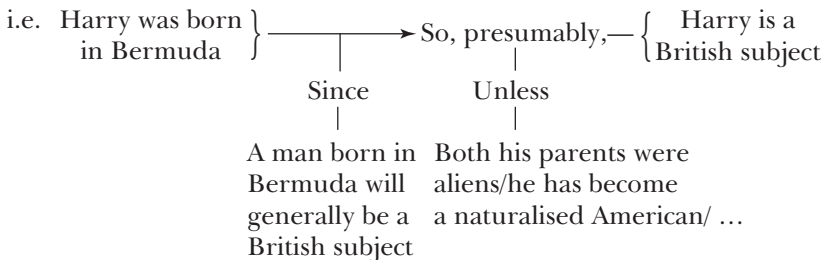 i.e. Harry was born
in Bermuda
So, presumably,
Harry is a
British subject
Since
Unless
A man born in
Bermuda will
generally be a
British subject
Both his parents were
aliens/he has become
a naturalised American/ …